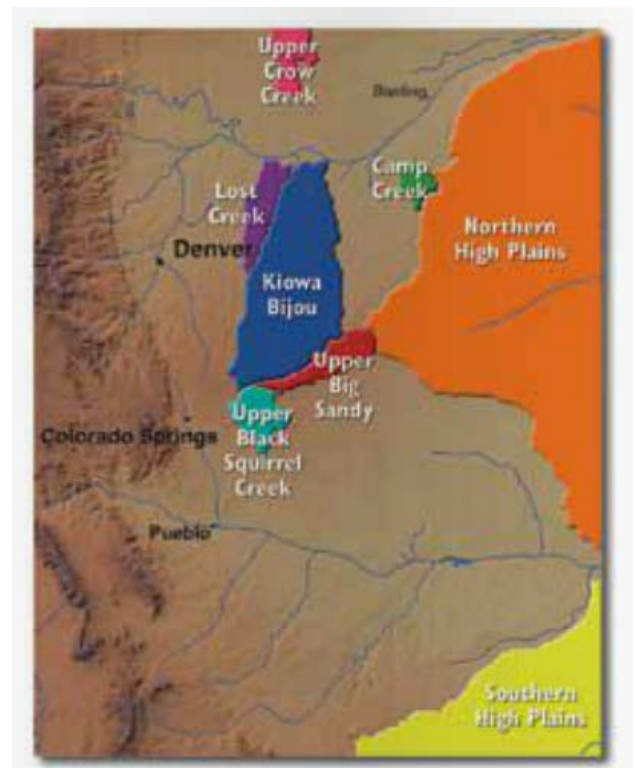 Upper
Crow
Creek
Sterling
Camp
Creek
Lost
Creek
Northern
High Plains
Denver
Kiowa
Bijou
Upper
Big
Sandy
Upper
Black
Squirrel
Creek
Colorado Springs
Pueblo
Southern
High Plains